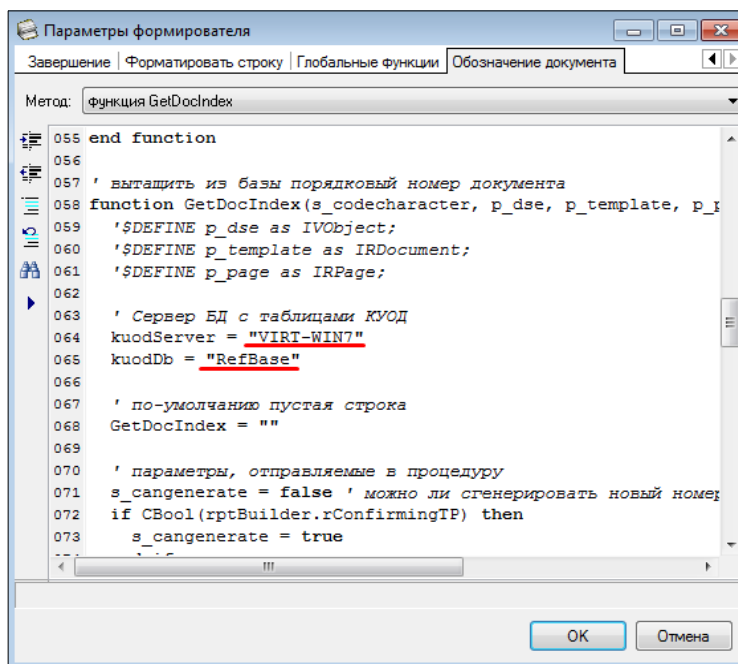 Параметры формирователя
Завершение Форматировать строку Глобальные функции Обозначение документа
Метод: функция GetDocIndex
055 end function
056
057 ' вытащить из базы порядковый номер документа
058 function GetDocIndex(s_codecharacter, p_dse, p_template, p_p
059 '$DEFINE p_dse as IVObject;
060 '$DEFINE p_template as IRDocument;
061 '$DEFINE p_page as IRPage;
062
063 ' Сервер БД с таблицами КУОД
064 kuodServer = "VIRT-WIN7"
065 kuodDb = "RefBase"
066
067 ' по-умолчанию пустая строка
068 GetDocIndex = ""
069
070 ' параметры, отправляемые в процедуру
071 s_cangenerate = false ' можно ли сгенерировать новый номер
072 if CBool(rptBuilder.rConfirmingTP) then
073 s_cangenerate = true
OK Отмена